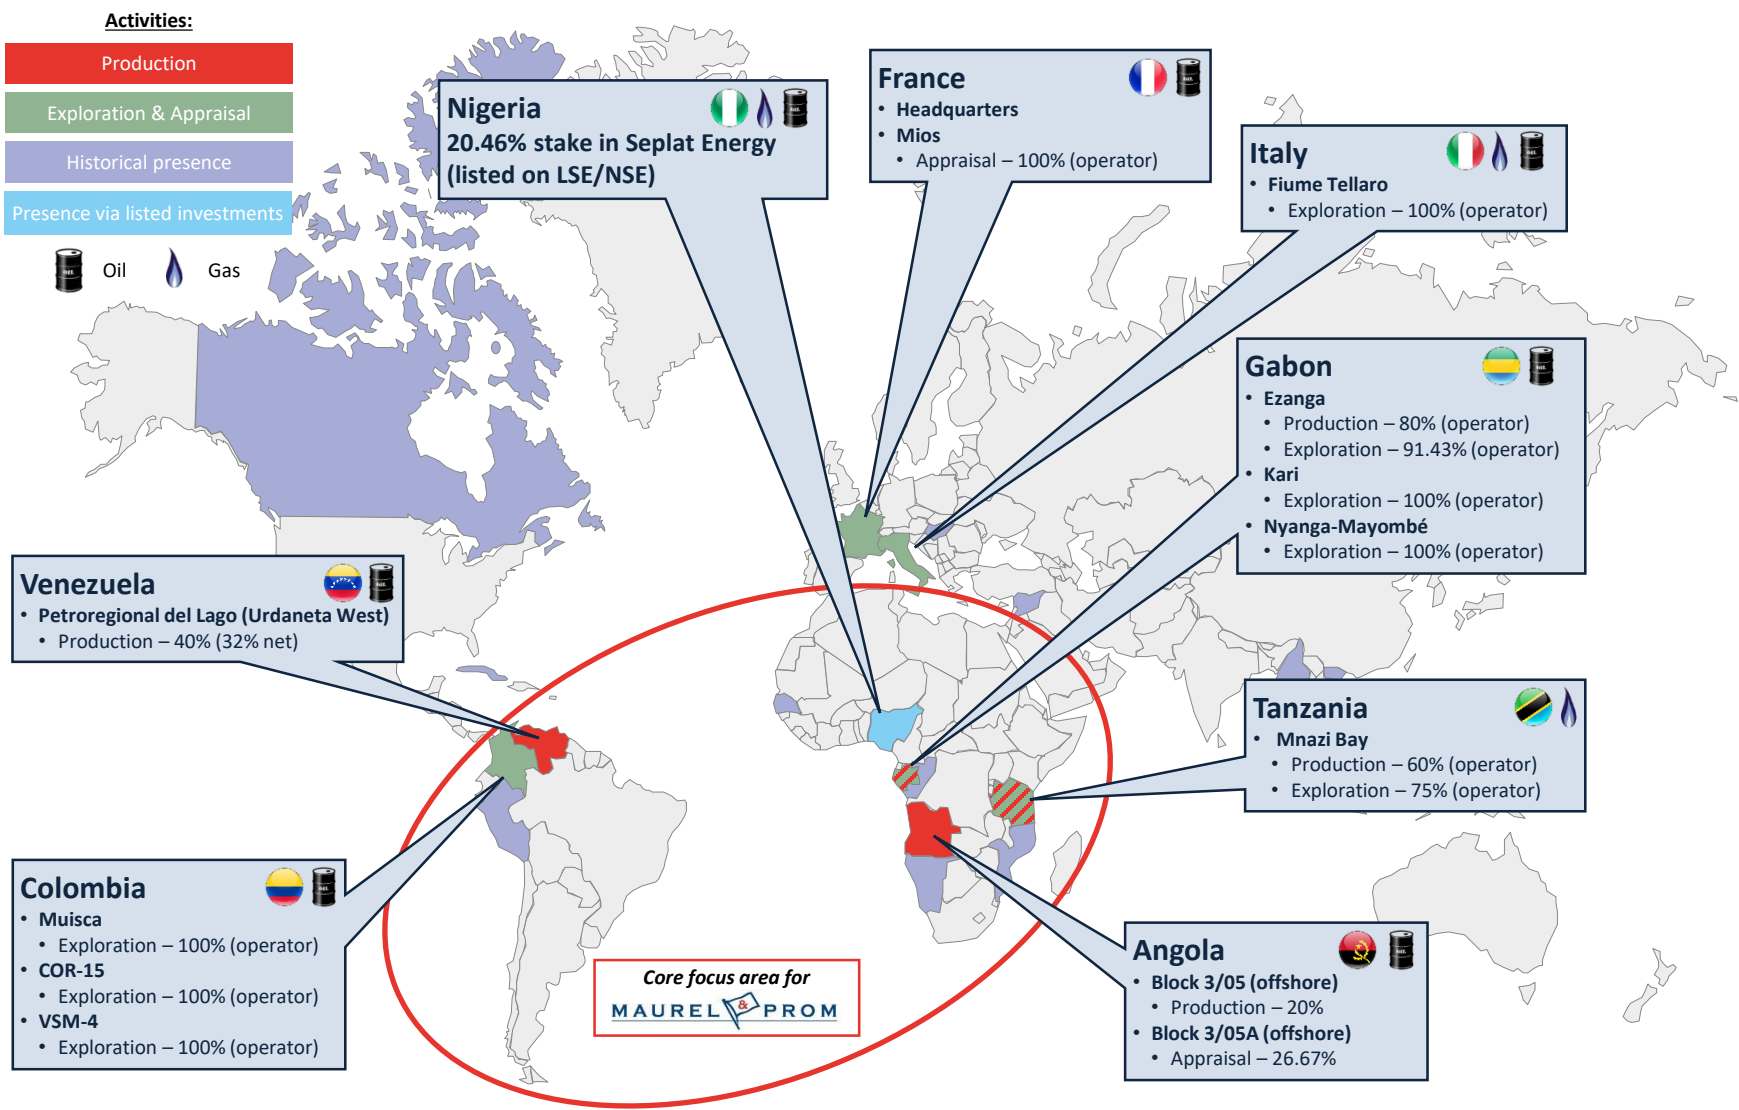 Activities:
Production
Exploration & Appraisal
Historical presence
Presence via listed investments
Oil
Gas
Nigeria
20.46% stake in Seplat Energy
(listed on LSE/NSE)
France
• Headquarters
• Mios
• Appraisal – 100% (operator)
Italy
• Fiume Tellaro
• Exploration – 100% (operator)
Gabon
• Ezanga
• Production – 80% (operator)
• Exploration – 91.43% (operator)
• Kari
• Exploration – 100% (operator)
• Nyanga-Mayombé
• Exploration – 100% (operator)
Venezuela
• Petroregional del Lago (Urdaneta West)
• Production – 40% (32% net)
Tanzania
• Mnazi Bay
• Production – 60% (operator)
• Exploration – 75% (operator)
Colombia
• Muisca
• Exploration – 100% (operator)
• COR-15
• Exploration – 100% (operator)
• VSM-4
• Exploration – 100% (operator)
Angola
• Block 3/05 (offshore)
• Production – 20%
• Block 3/05A (offshore)
• Appraisal – 26.67%
Core focus area for
MAUREL & PROM